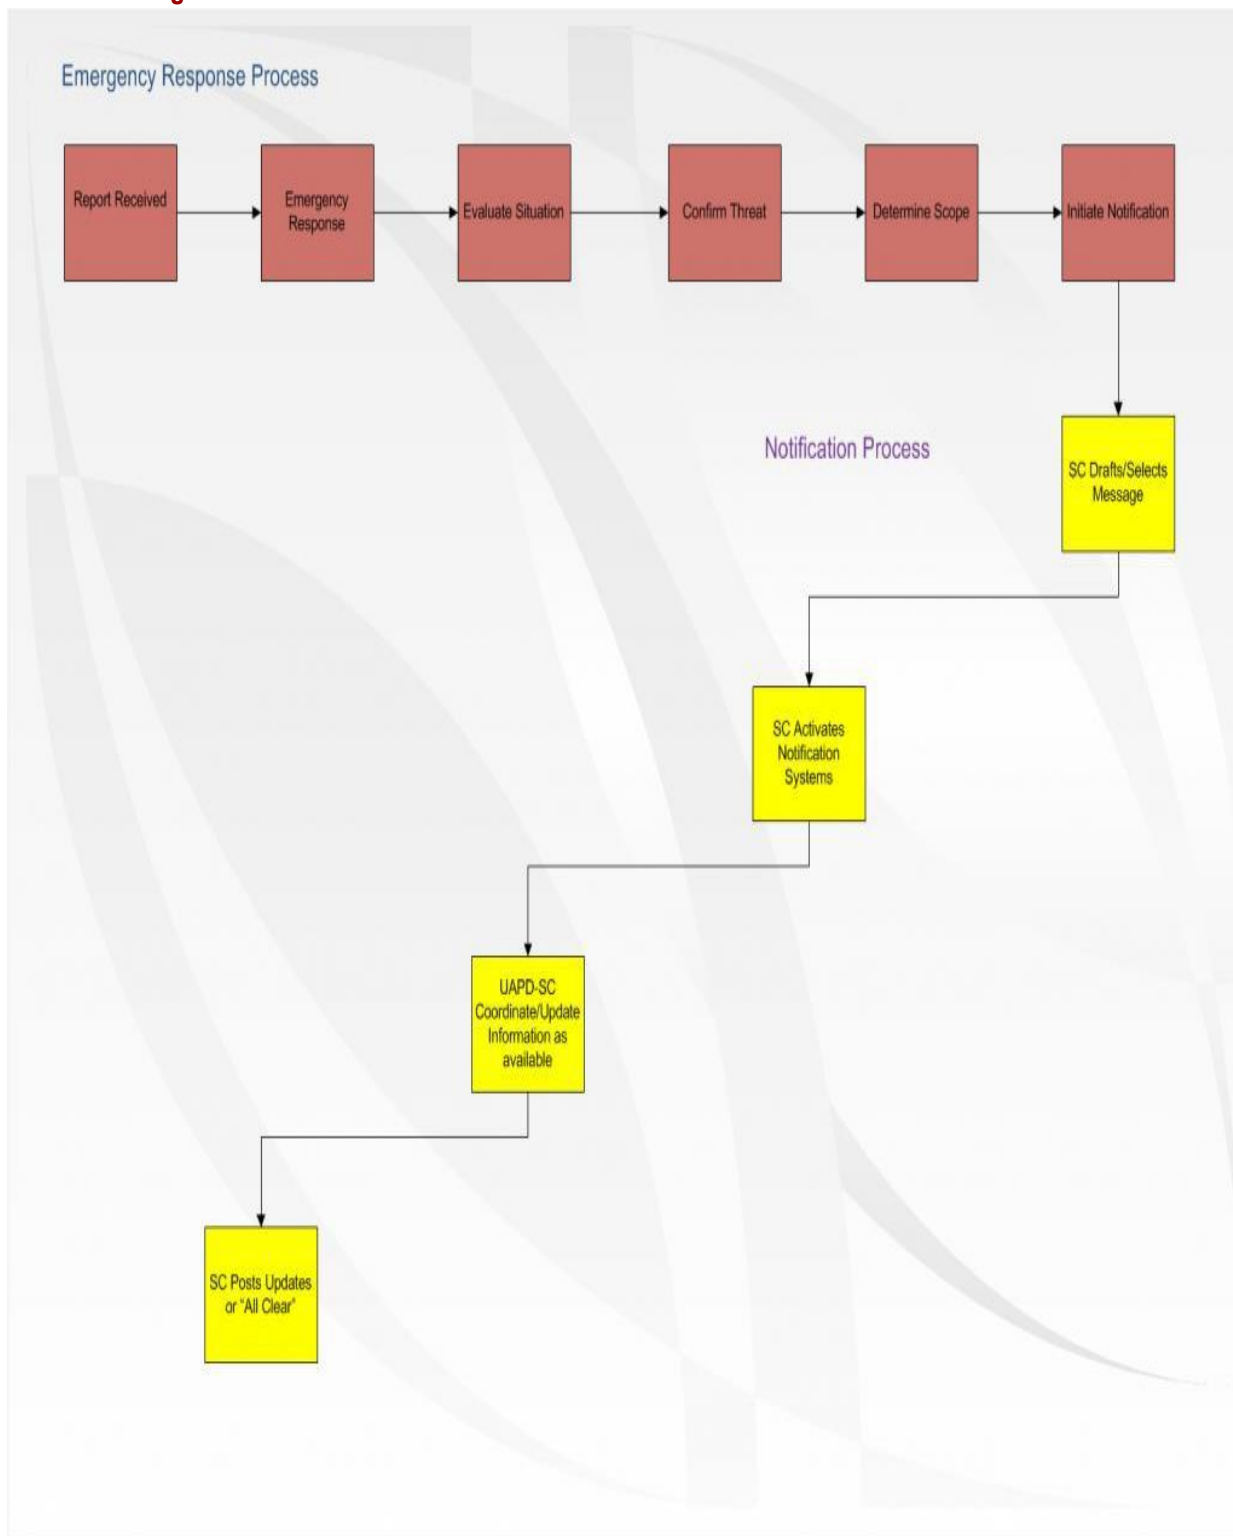 Emergency Response Process
Report Received
Emergency
Response
Evaluate Situation
Confirm Threat
Determine Scope
Initiate Notification
Notification Process
SC Drafts/Selects
Message
SC Activates
Notification
Systems
UAPD-SC
Coordinate/Update
Information as
available
SC Posts Updates
or “All Clear”